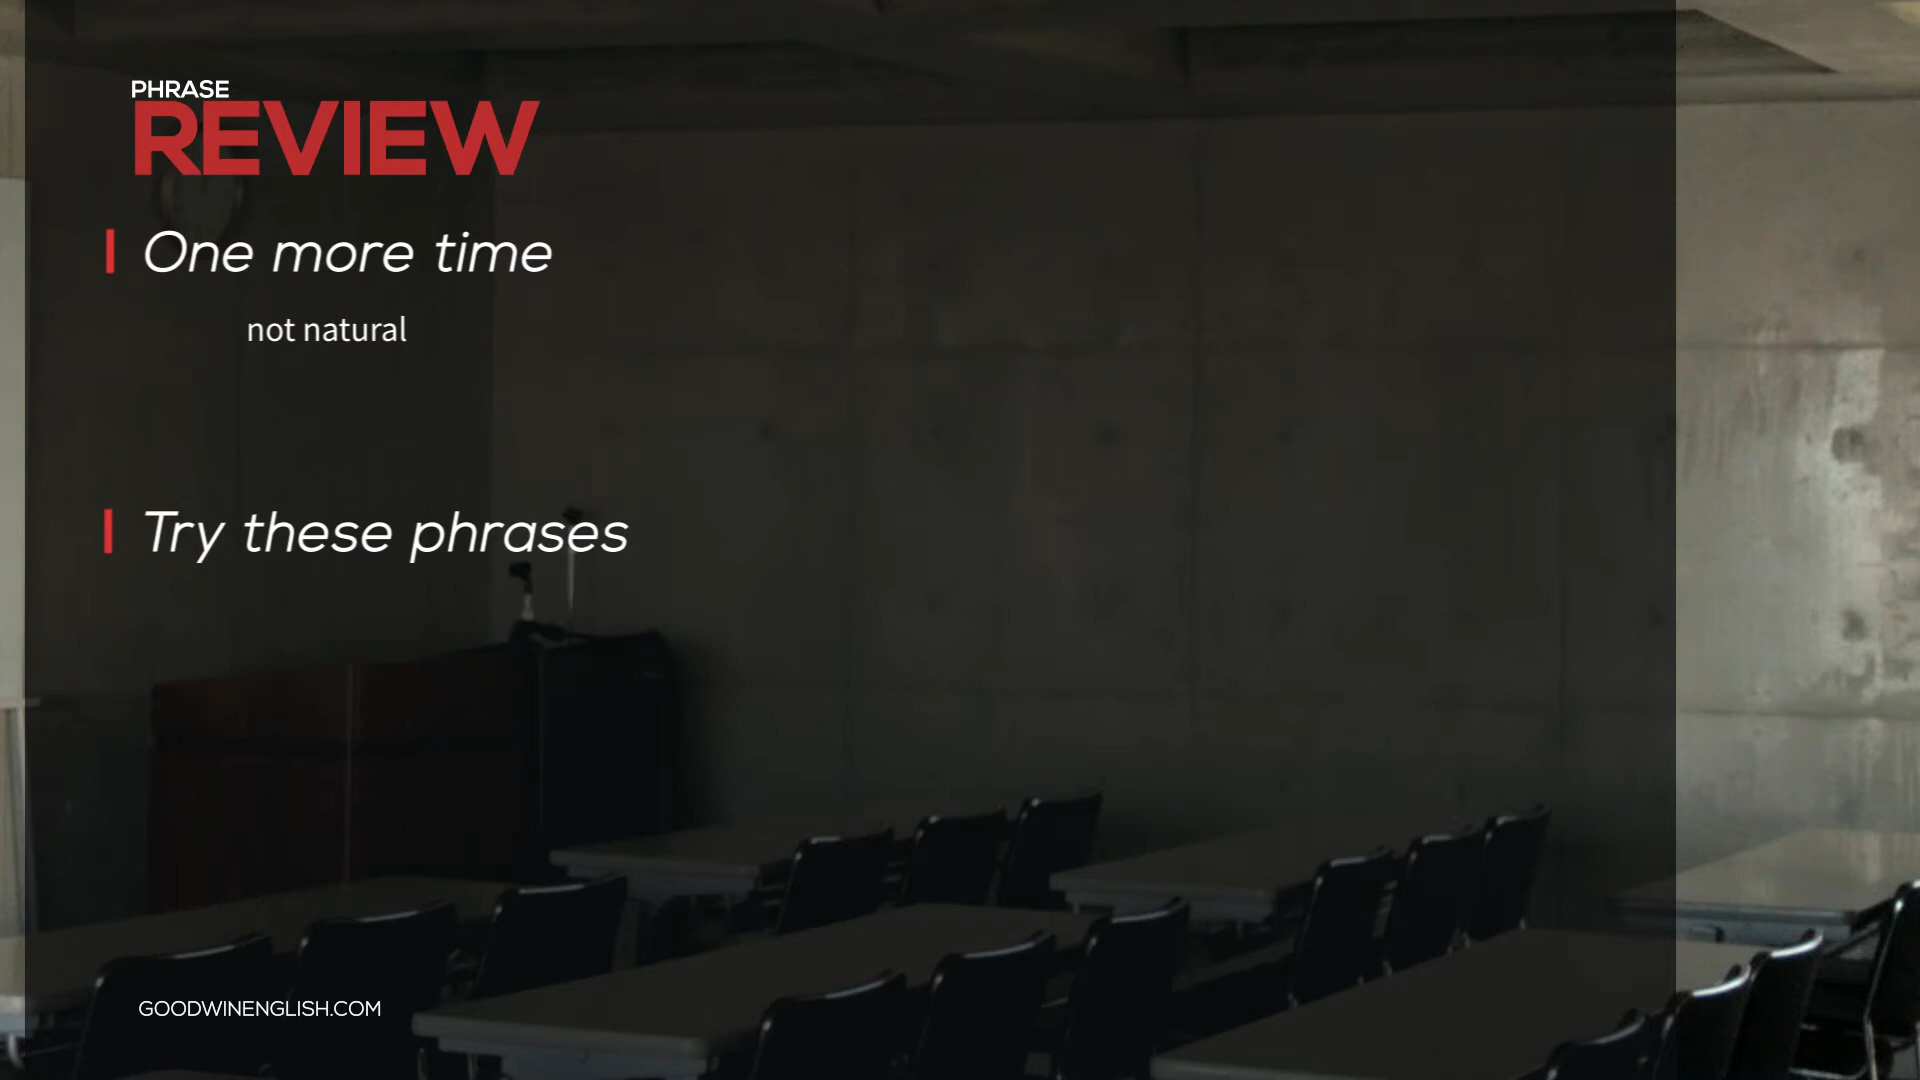 PHRASE
REVIEW
One more time
not natural
Try these phrases
GOODWINENGLISH.COM